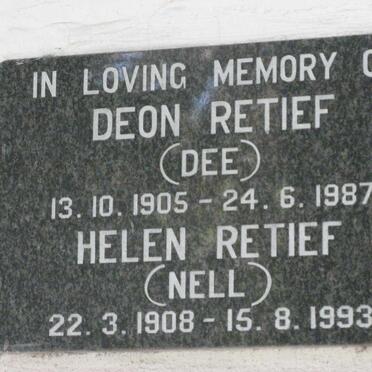 IN LOVING MEMORY O
DEON RETIEF
(DEE)
13. 10. 1905 - 24. 6. 1987
HELEN RETIEF
(NELL)
22. 3. 1908 - 15. 8. 1993